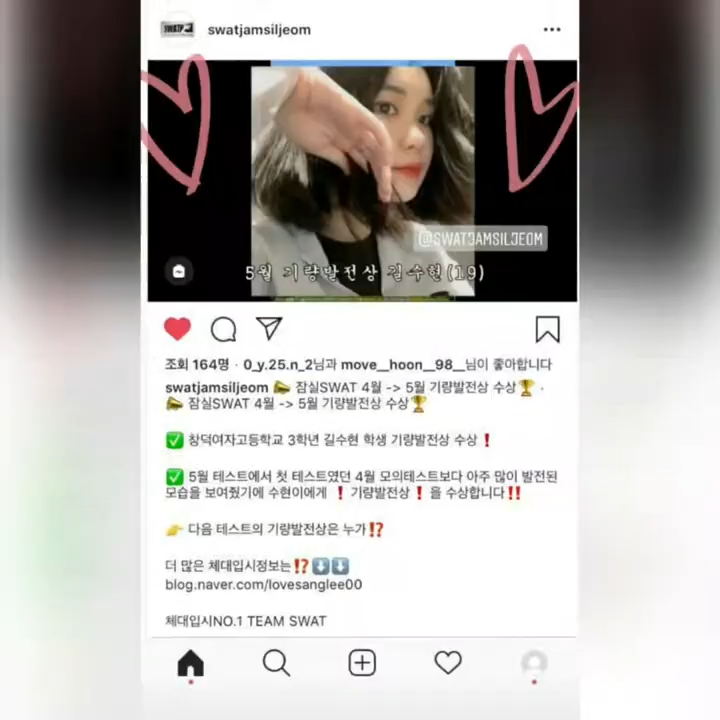 SWATP
swatjamsiljeom
@SWATJAMSILJEOM
5월 기량발전상 길수현(19)
조회 164명 · 0_y.25.n_2님과 move__hoon__98__님이 좋아합니다
swatjamsiljeom 📣 잠실SWAT 4월 -> 5월 기량발전상 수상🏆 ·
📣 잠실SWAT 4월 -> 5월 기량발전상 수상🏆
✅ 창덕여자고등학교 3학년 길수현 학생 기량발전상 수상❗
✅ 5월 테스트에서 첫 테스트였던 4월 모의테스트보다 아주 많이 발전된
모습을 보여줬기에 수현이에게 ❗기량발전상❗을 수상합니다‼️
👉 다음 테스트의 기량발전상은 누가⁉️
더 많은 체대입시정보는⁉️⬇️⬇️
blog.naver.com/lovesanglee00
체대입시NO.1 TEAM SWAT